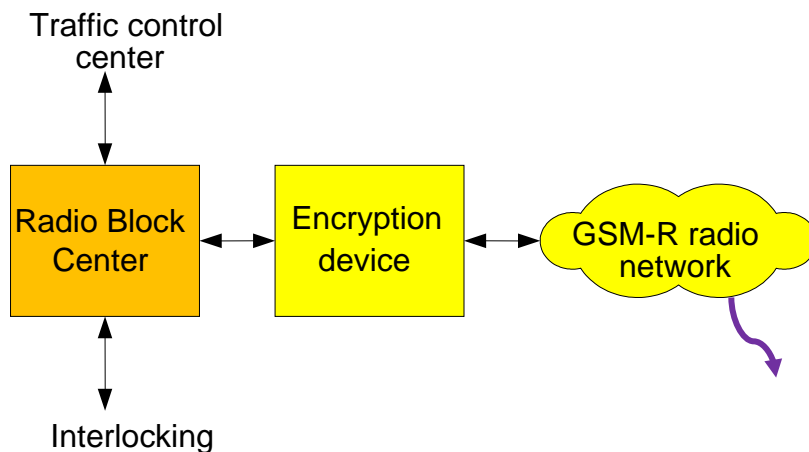 Traffic control
center
Radio Block
Center
Encryption
device
GSM-R radio
network
Interlocking